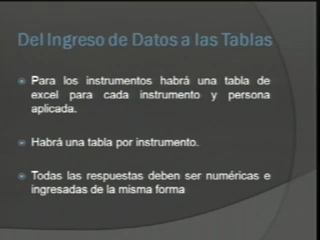 Del Ingreso de Datos a las Tablas
Para los instrumentos habrá una tabla de
excel para cada instrumento y persona
aplicada.
Habrá una tabla por instrumento.
Todas las respuestas deben ser numéricas e
ingresadas de la misma forma